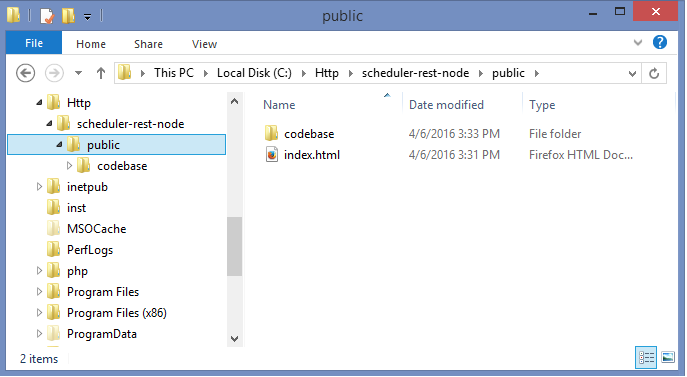 public
File Home Share View
This PC Local Disk (C:) Http scheduler-rest-node public
Http
scheduler-rest-node
public
codebase
inetpub
inst
MSOCache
PerfLogs
php
Program Files
Program Files (x86)
ProgramData
Name Date modified Type
codebase 4/6/2016 3:33 PM File folder
index.html 4/6/2016 3:31 PM Firefox HTML Doc...
2 items